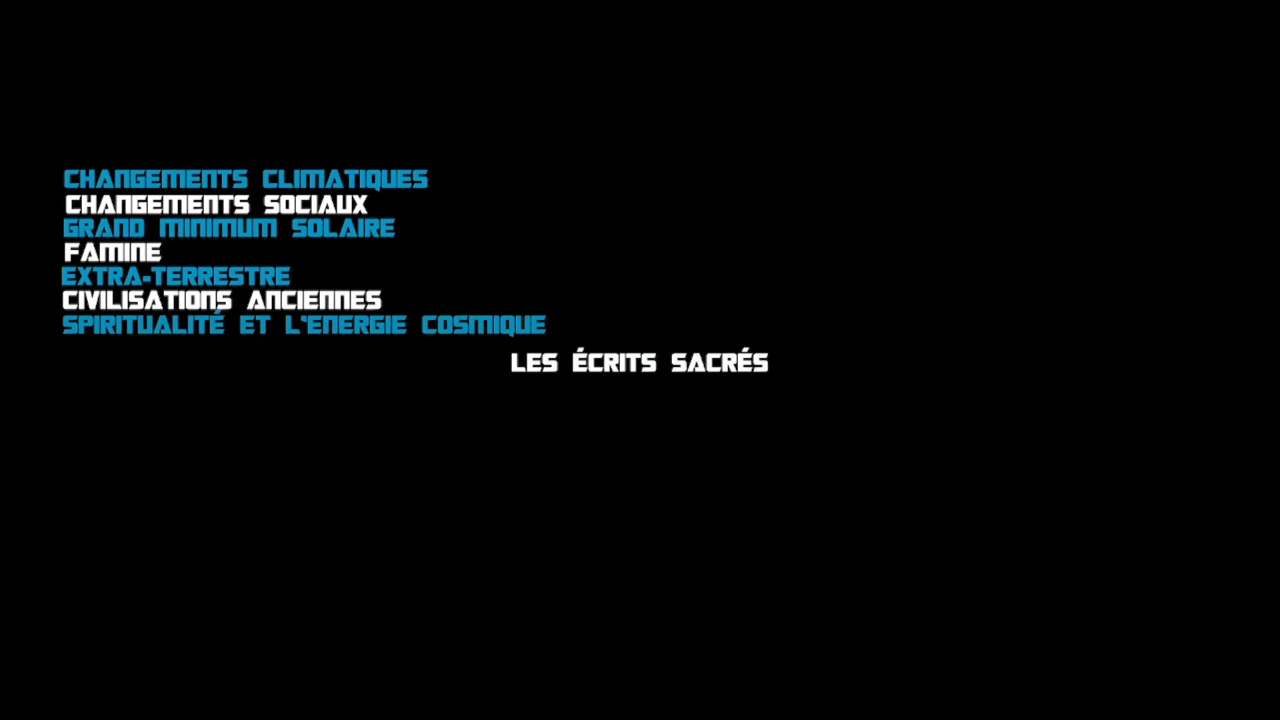 CHANGEMENTS CLIMATIQUES
CHANGEMENTS SOCIAUX
GRAND MINIMUM SOLAIRE
FAMINE
EXTRA-TERRESTRE
CIVILISATIONS ANCIENNES
SPIRITUALITÉ ET L'ENERGIE COSMIQUE
LES ÉCRITS SACRÉS